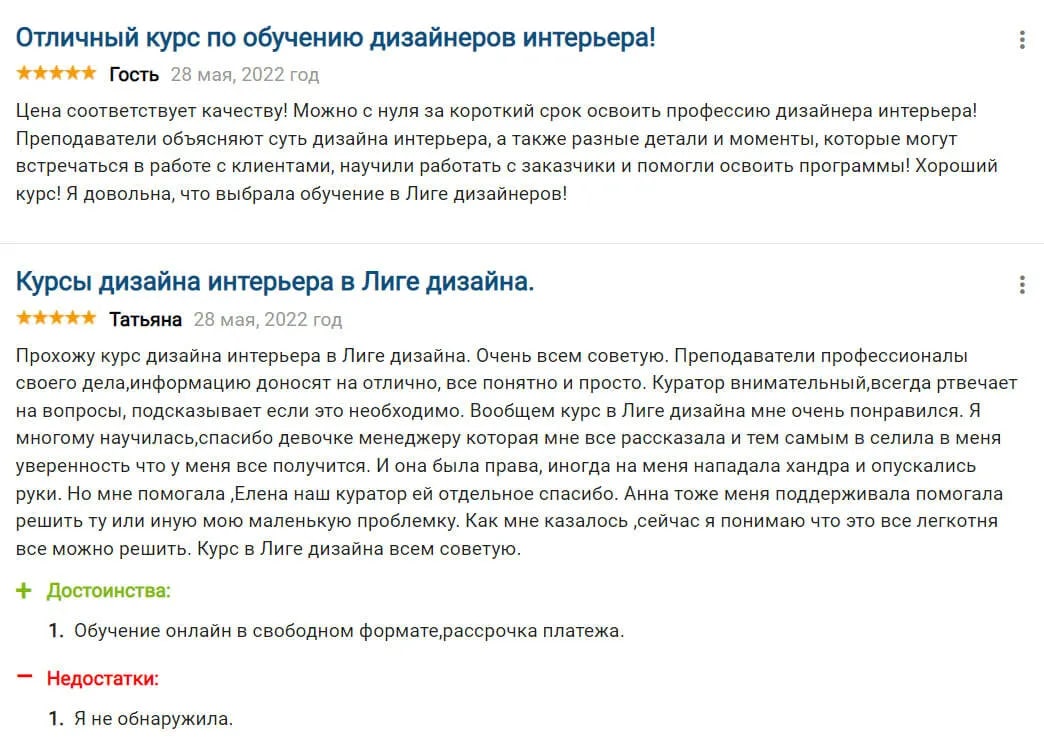 Отличный курс по обучению дизайнеров интерьера!
Гость 28 мая, 2022 год
Цена соответствует качеству! Можно с нуля за короткий срок освоить профессию дизайнера интерьера!
Преподаватели объясняют суть дизайна интерьера, а также разные детали и моменты, которые могут
встречаться в работе с клиентами, научили работать с заказчики и помогли освоить программы! Хороший
курс! Я довольна, что выбрала обучение в Лиге дизайнеров!
Курсы дизайна интерьера в Лиге дизайна.
Татьяна 28 мая, 2022 год
Прохожу курс дизайна интерьера в Лиге дизайна. Очень всем советую. Преподаватели профессионалы
своего дела,информацию доносят на отлично, все понятно и просто. Куратор внимательный,всегда ртвечает
на вопросы, подсказывает если это необходимо. Вообщем курс в Лиге дизайна мне очень понравился. Я
многому научилась,спасибо девочке менеджеру которая мне все рассказала и тем самым в селила в меня
уверенность что у меня все получится. И она была права, иногда на меня нападала хандра и опускались
руки. Но мне помогала ,Елена наш куратор ей отдельное спасибо. Анна тоже меня поддерживала помогала
решить ту или иную мою маленькую проблемку. Как мне казалось ,сейчас я понимаю что это все легкотня
все можно решить. Курс в Лиге дизайна всем советую.
+ Достоинства:
1. Обучение онлайн в свободном формате,рассрочка платежа.
− Недостатки:
1. Я не обнаружила.